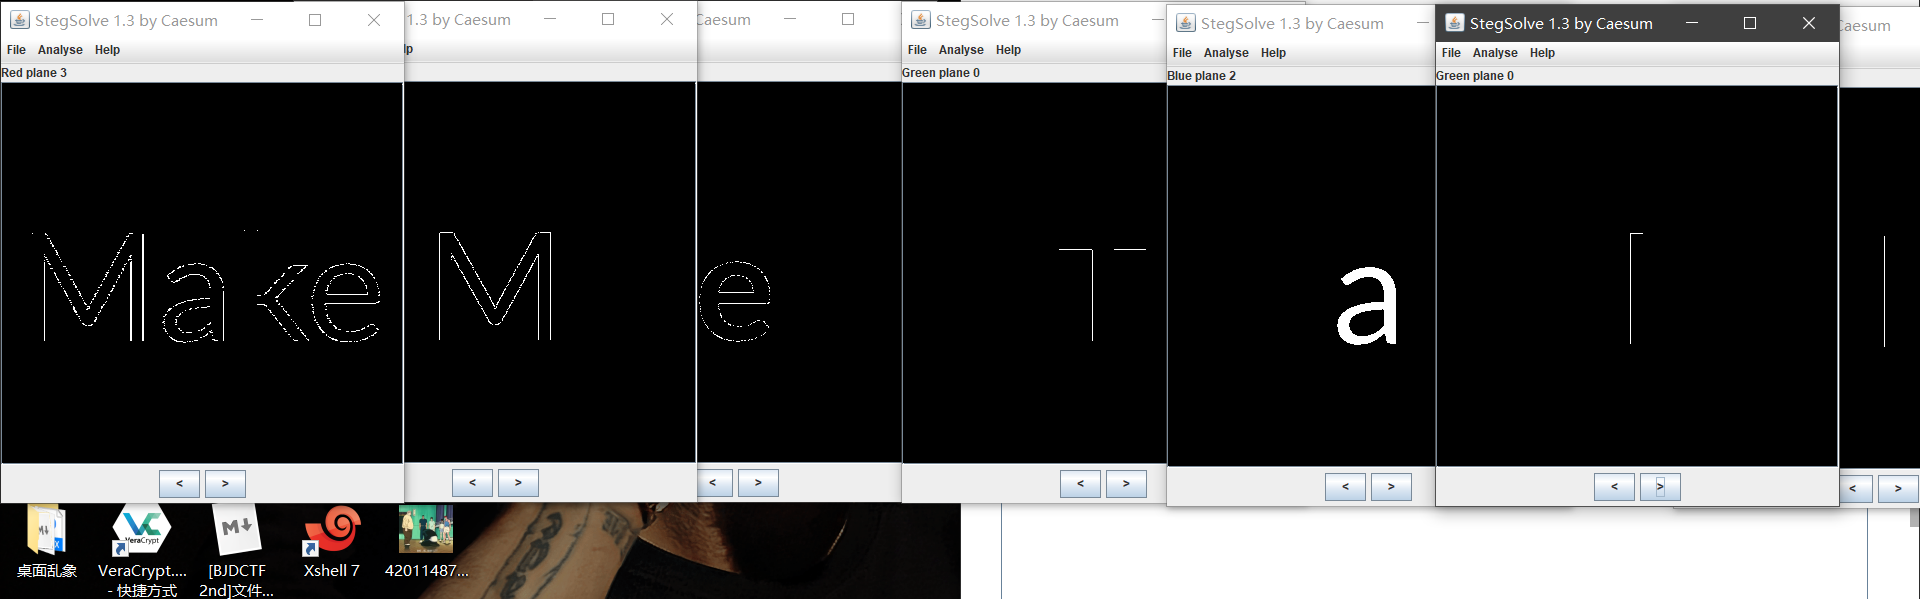 StegSolve 1.3 by Caesum
File Analyse Help
Red plane 3
Make
< >
1.3 by Caesum
lp
M
< >
Caesum
e
< >
StegSolve 1.3 by Caesum
File Analyse Help
Green plane 0
T
< >
StegSolve 1.3 by Caesum
File Analyse Help
Blue plane 2
a
< >
StegSolve 1.3 by Caesum
File Analyse Help
Green plane 0
< >
Caesum
< >
桌面乱象
VeraCrypt
VeraCrypt....
- 快捷方式
M
[BJDCTF
2nd]文件...
Xshell 7
42011487...